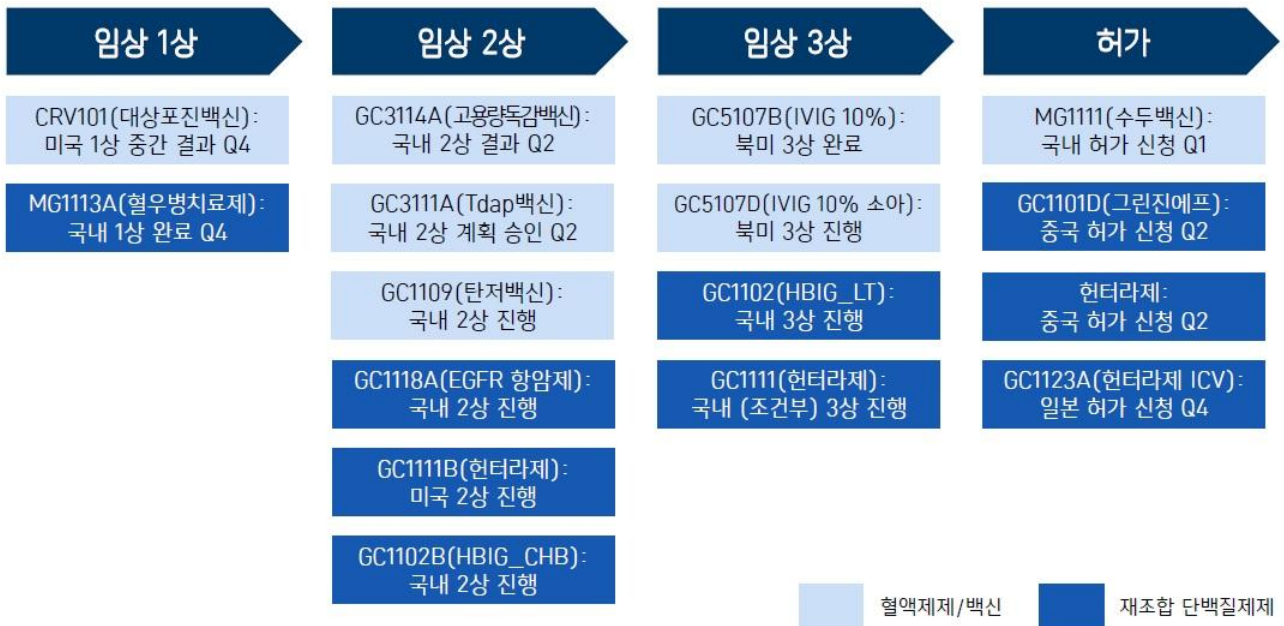 임상 1상
CRV101(대상포진백신):
미국 1상 중간 결과 Q4
MG1113A(혈우병치료제):
국내 1상 완료 Q4
임상 2상
GC3114A(고용량독감백신):
국내 2상 결과 Q2
GC3111A(Tdap백신):
국내 2상 계획 승인 Q2
GC1109(탄저백신):
국내 2상 진행
GC1118A(EGFR 항암제):
국내 2상 진행
GC1111B(헌터라제):
미국 2상 진행
GC1102B(HBIG_CHB):
국내 2상 진행
임상 3상
GC5107B(IVIG 10%):
북미 3상 완료
GC5107D(IVIG 10% 소아):
북미 3상 진행
GC1102(HBIG_LT):
국내 3상 진행
GC1111(헌터라제):
국내 (조건부) 3상 진행
허가
MG1111(수두백신):
국내 허가 신청 Q1
GC1101D(그린진에프):
중국 허가 신청 Q2
헌터라제:
중국 허가 신청 Q2
GC1123A(헌터라제 ICV):
일본 허가 신청 Q4
혈액제제/백신
재조합 단백질제제